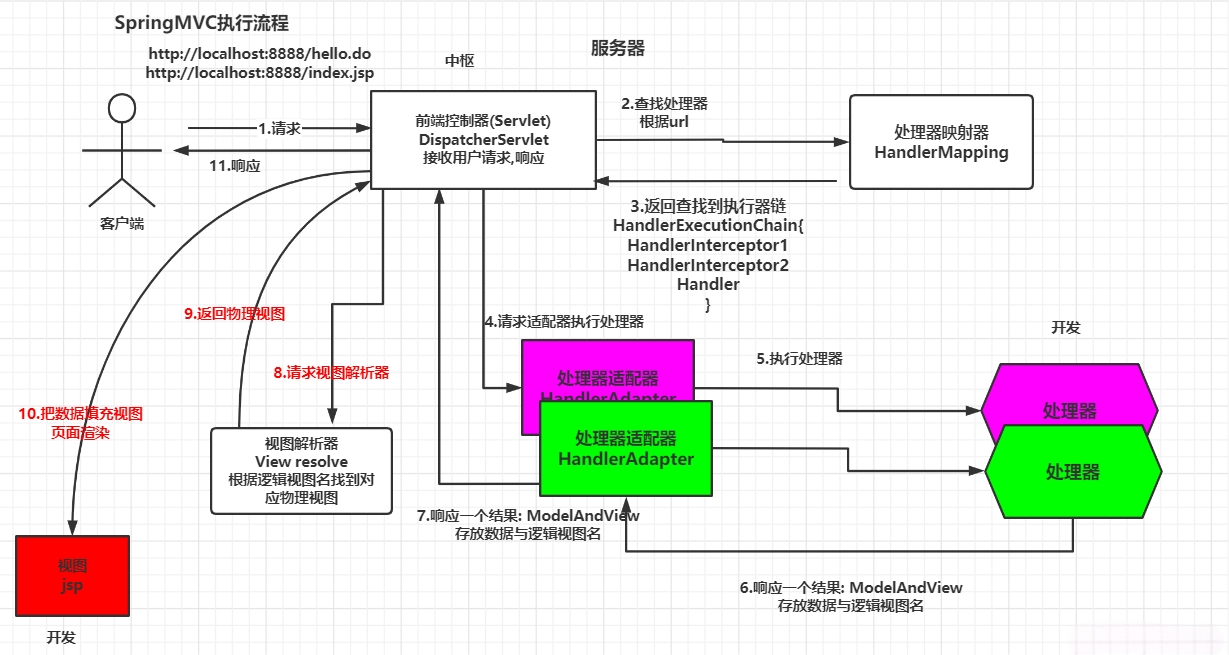 SpringMVC执行流程
http://localhost:8888/hello.do
http://localhost:8888/index.jsp
中枢
服务器
客户端
1.请求
11.响应
前端控制器(Servlet)
DispatcherServlet
接收用户请求,响应
2.查找处理器
根据url
处理器映射器
HandlerMapping
3.返回查找到执行器链
HandlerExecutionChain{
HandlerInterceptor1
HandlerInterceptor2
Handler
}
4.请求适配器执行处理器
处理器适配器
HandlerAdapter
处理器适配器
HandlerAdapter
5.执行处理器
开发
处理器
处理器
6.响应一个结果: ModelAndView
存放数据与逻辑视图名
7.响应一个结果: ModelAndView
存放数据与逻辑视图名
8.请求视图解析器
视图解析器
View resolve
根据逻辑视图名找到对
应物理视图
9.返回物理视图
10.把数据填充视图
页面渲染
视图
jsp
开发